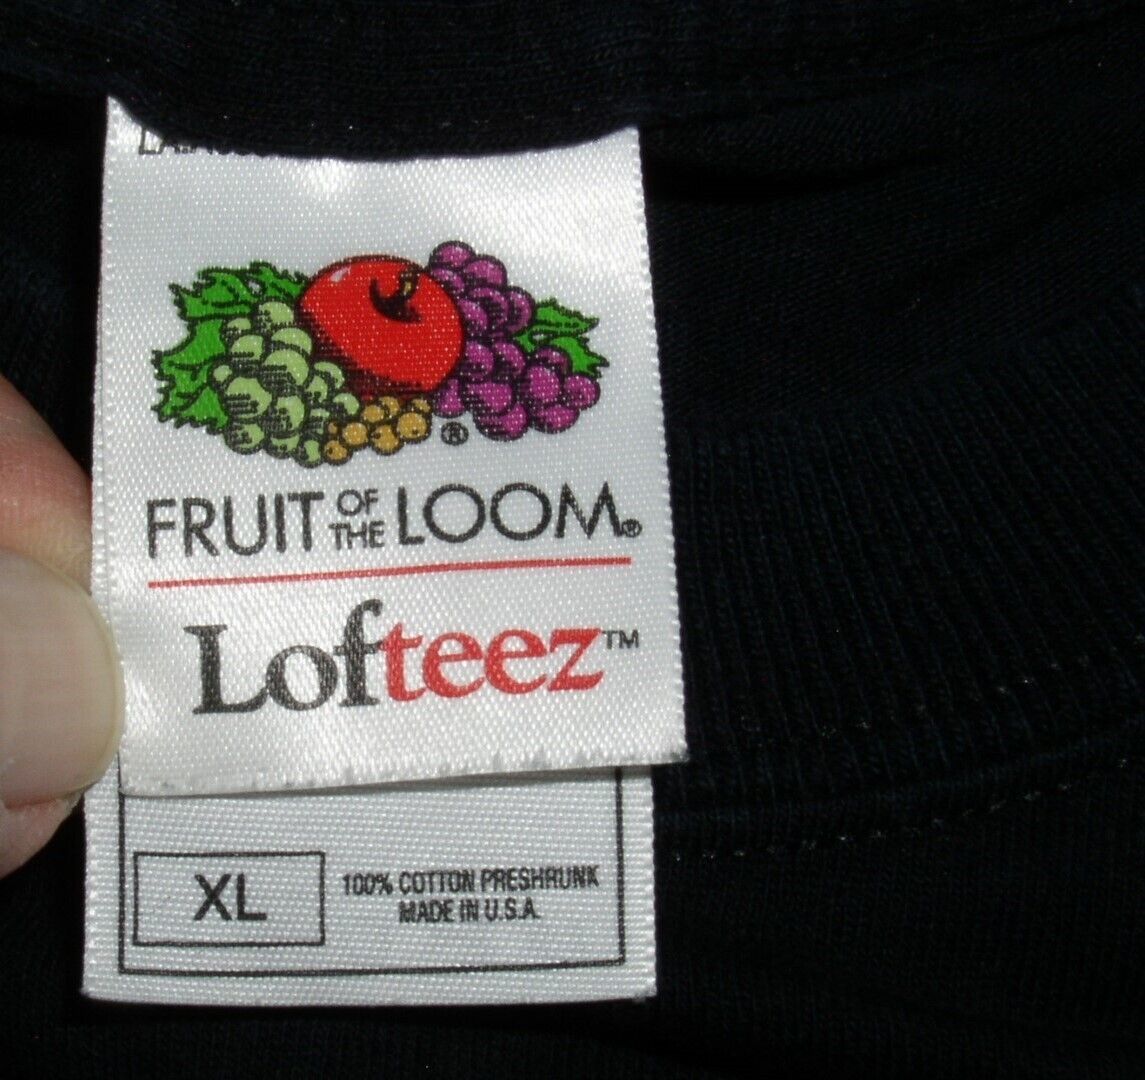 ®
FRUIT OF THE LOOM®
Lofteez™
XL
100% COTTON PRESHRUNK
MADE IN U.S.A.